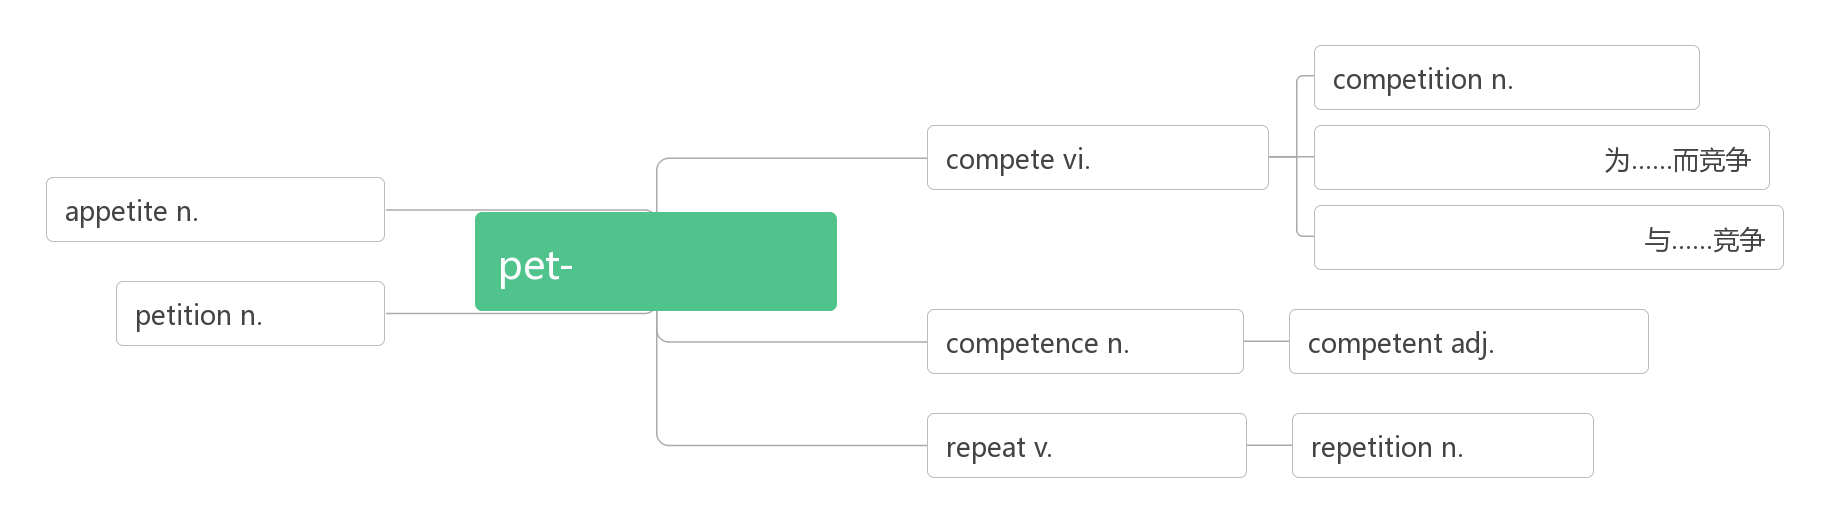 appetite n.
petition n.
pet-
compete vi.
competition n.
为……而竞争
与……竞争
competence n.
competent adj.
repeat v.
repetition n.